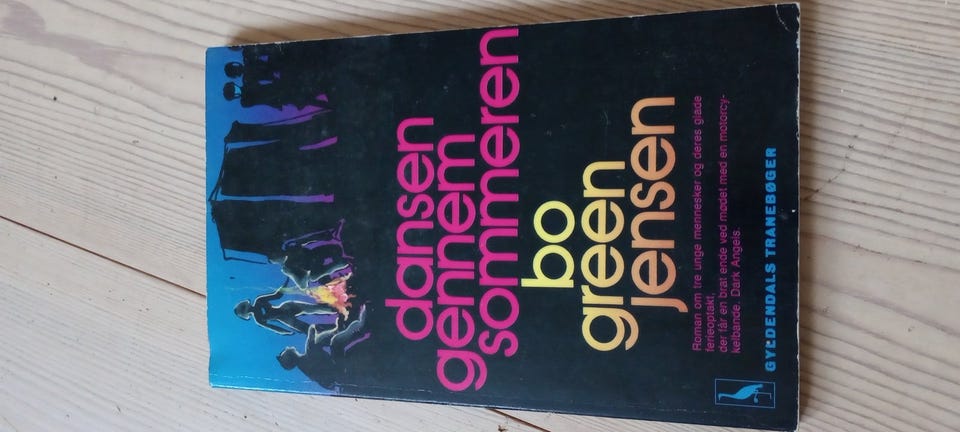 dansen
gennem
sommeren
bo
green
jensen
Roman om tre unge mennesker og deres glade
ferieoptakt,
der får en brat ende ved mødet med en motorcy-
kelbande. Dark Angels.
GYLDENDALS TRANEBØGER